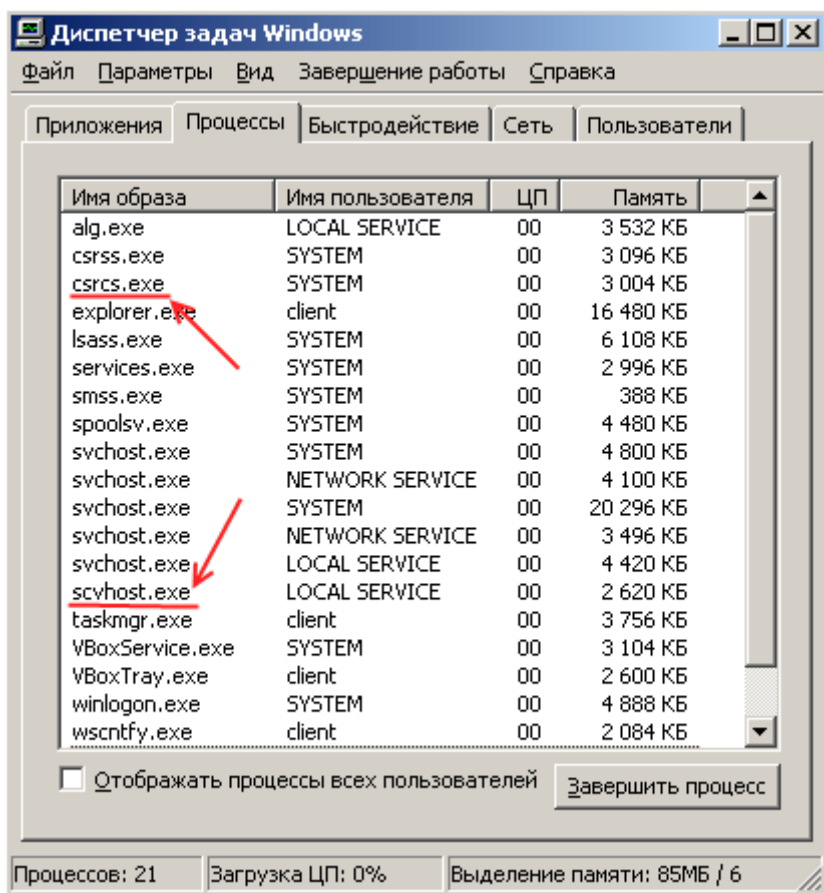 Диспетчер задач Windows
Файл Параметры Вид Завершение работы Справка
Приложения Процессы Быстродействие Сеть Пользователи
Имя образа Имя пользователя ЦП Память
alg.exe LOCAL SERVICE 00 3 532 КБ
csrss.exe SYSTEM 00 3 096 КБ
csrcs.exe SYSTEM 00 3 004 КБ
explorer.exe client 00 16 480 КБ
lsass.exe SYSTEM 00 6 108 КБ
services.exe SYSTEM 00 2 996 КБ
smss.exe SYSTEM 00 388 КБ
spoolsv.exe SYSTEM 00 4 480 КБ
svchost.exe SYSTEM 00 4 800 КБ
svchost.exe NETWORK SERVICE 00 4 100 КБ
svchost.exe SYSTEM 00 20 296 КБ
svchost.exe NETWORK SERVICE 00 3 496 КБ
svchost.exe LOCAL SERVICE 00 4 420 КБ
scvhost.exe LOCAL SERVICE 00 2 620 КБ
taskmgr.exe client 00 3 756 КБ
VBoxService.exe SYSTEM 00 3 104 КБ
VBoxTray.exe client 00 2 600 КБ
winlogon.exe SYSTEM 00 4 888 КБ
wscntfy.exe client 00 2 084 КБ
Отображать процессы всех пользователей Завершить процесс
Процессов: 21 Загрузка ЦП: 0% Выделение памяти: 85МБ / 6